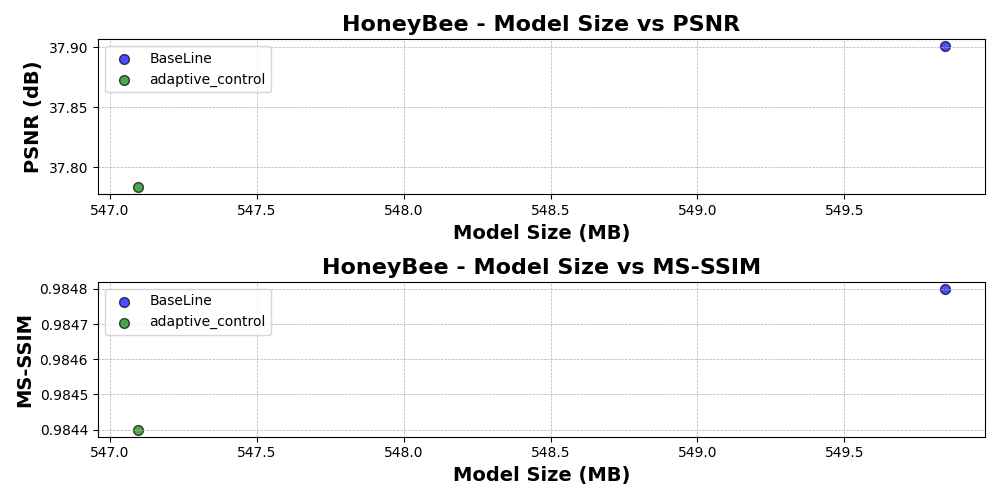 HoneyBee - Model Size vs PSNR
PSNR (dB)
37.90
37.85
37.80
BaseLine
adaptive_control
547.0 547.5 548.0 548.5 549.0 549.5
Model Size (MB)
HoneyBee - Model Size vs MS-SSIM
MS-SSIM
0.9848
0.9847
0.9846
0.9845
0.9844
BaseLine
adaptive_control
547.0 547.5 548.0 548.5 549.0 549.5
Model Size (MB)